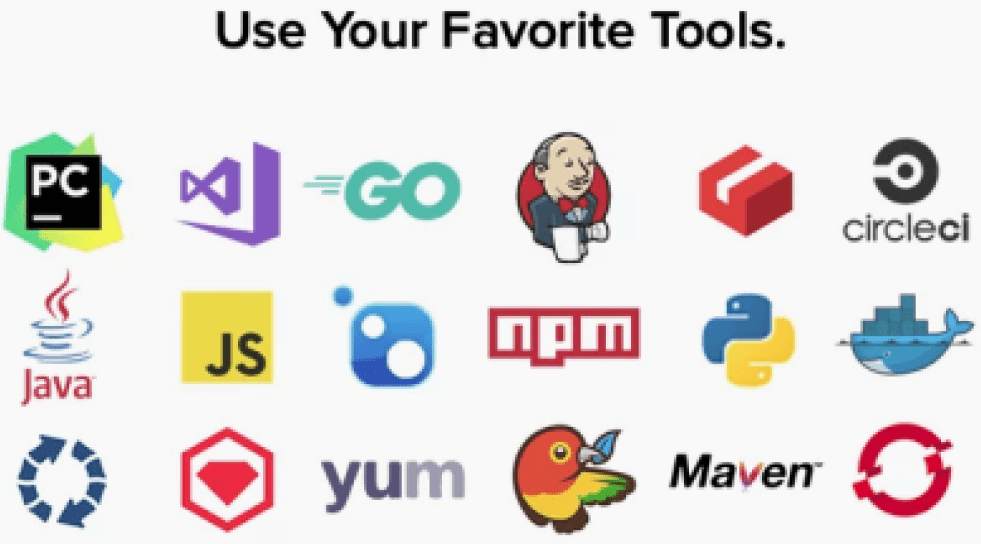 Use Your Favorite Tools.
PC
GO
circleci
Java
JS
npm
yum
Maven